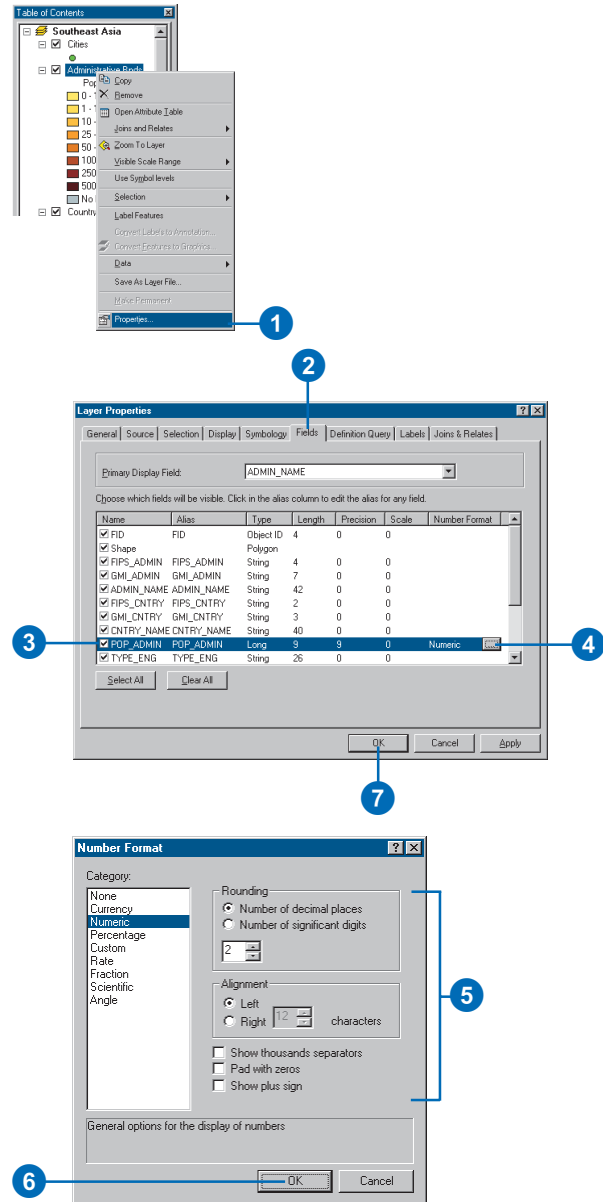 Table of Contents
Southeast Asia
Cities
Administrative Bnds
Pop
0 - 1
1 - 1
10 -
25 -
50 -
100
250
500
No
Country
Copy
Remove
Open Attribute Table
Joins and Relates
Zoom To Layer
Visible Scale Range
Use Symbol levels
Selection
Label Features
Convert Labels to Annotation...
Convert Features to Graphics...
Data
Save As Layer File...
Make Permanent
Properties...
1
2
Layer Properties
General Source Selection Display Symbology Fields Definition Query Labels Joins & Relates
Primary Display Field: ADMIN_NAME
Choose which fields will be visible. Click in the alias column to edit the alias for any field.
Name Alias Type Length Precision Scale Number Format
FID FID Object ID 4 0 0
Shape Polygon
FIPS_ADMIN FIPS_ADMIN String 4 0 0
GMI_ADMIN GMI_ADMIN String 7 0 0
ADMIN_NAME ADMIN_NAME String 42 0 0
FIPS_CNTRY FIPS_CNTRY String 2 0 0
GMI_CNTRY GMI_CNTRY String 3 0 0
CNTRY_NAME CNTRY_NAME String 40 0 0
3 POP_ADMIN POP_ADMIN Long 9 9 0 Numeric ... 4
TYPE_ENG TYPE_ENG String 26 0 0
Select All Clear All
OK Cancel Apply
7
Number Format
Category:
None
Currency
Numeric
Percentage
Custom
Rate
Fraction
Scientific
Angle
Rounding
Number of decimal places
Number of significant digits
2
Alignment
Left
Right 12 characters
5
Show thousands separators
Pad with zeros
Show plus sign
General options for the display of numbers
6 OK Cancel